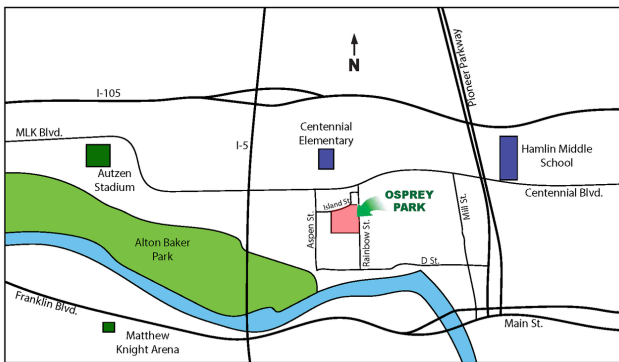 N
Pioneer Parkway
I-105
MLK Blvd.
I-5
Centennial
Elementary
Hamlin Middle
School
Autzen
Stadium
Centennial Blvd.
OSPREY
PARK
Island St.
Mill St.
Aspen St.
Rainbow St.
Alton Baker
Park
D St.
Franklin Blvd.
Main St.
Matthew
Knight Arena